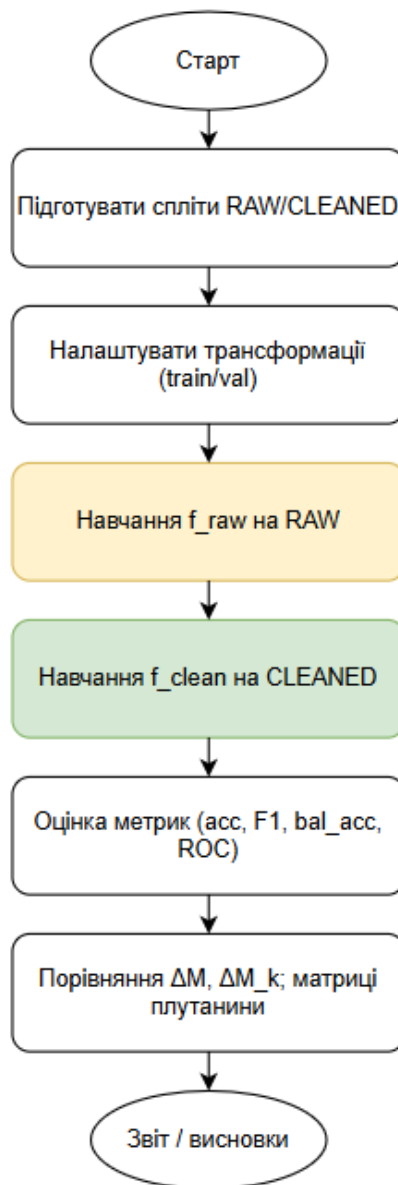 Старт
Підготувати спліти RAW/CLEANED
Налаштувати трансформації
(train/val)
Навчання f_raw на RAW
Навчання f_clean на CLEANED
Оцінка метрик (acc, F1, bal_acc,
ROC)
Порівняння ΔM, ΔM_k; матриці
плутанини
Звіт / висновки